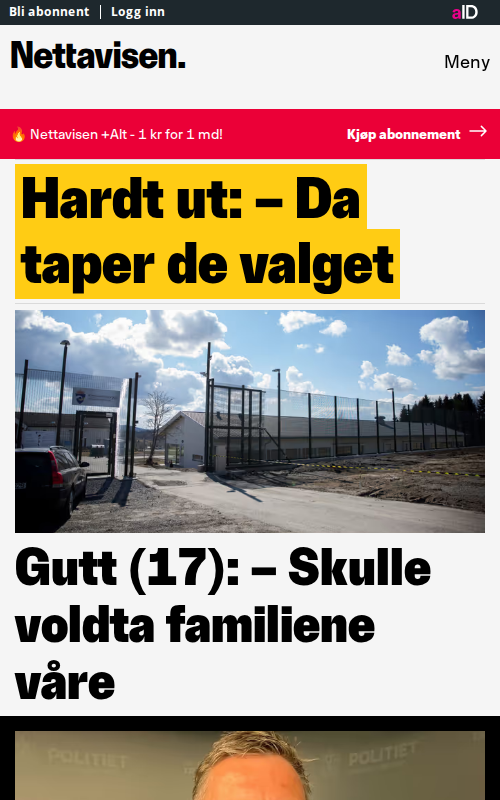 Bli abonnent
Logg inn
aID
Nettavisen.
Meny
🔥 Nettavisen +Alt - 1 kr for 1 md!
Kjøp abonnement →
Hardt ut: – Da
taper de valget
Gutt (17): – Skulle
voldta familiene
våre
POLITIET
POLITIET